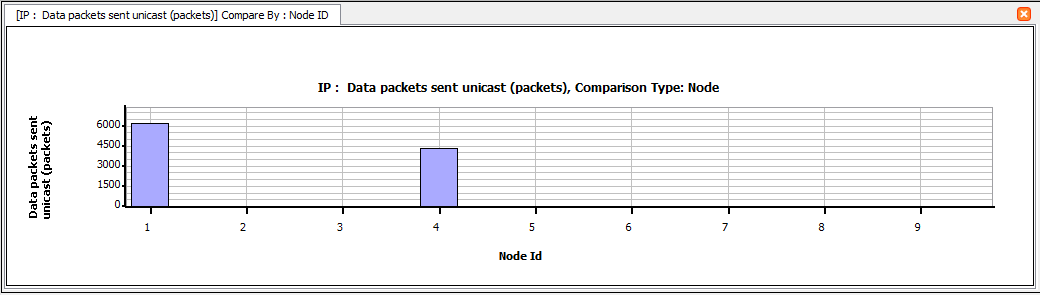 [IP :  Data packets sent unicast (packets)] Compare By : Node ID
IP :  Data packets sent unicast (packets), Comparison Type: Node
Data packets sent
unicast (packets)
6000
4500
3000
1500
0
1 2 3 4 5 6 7 8 9
Node Id